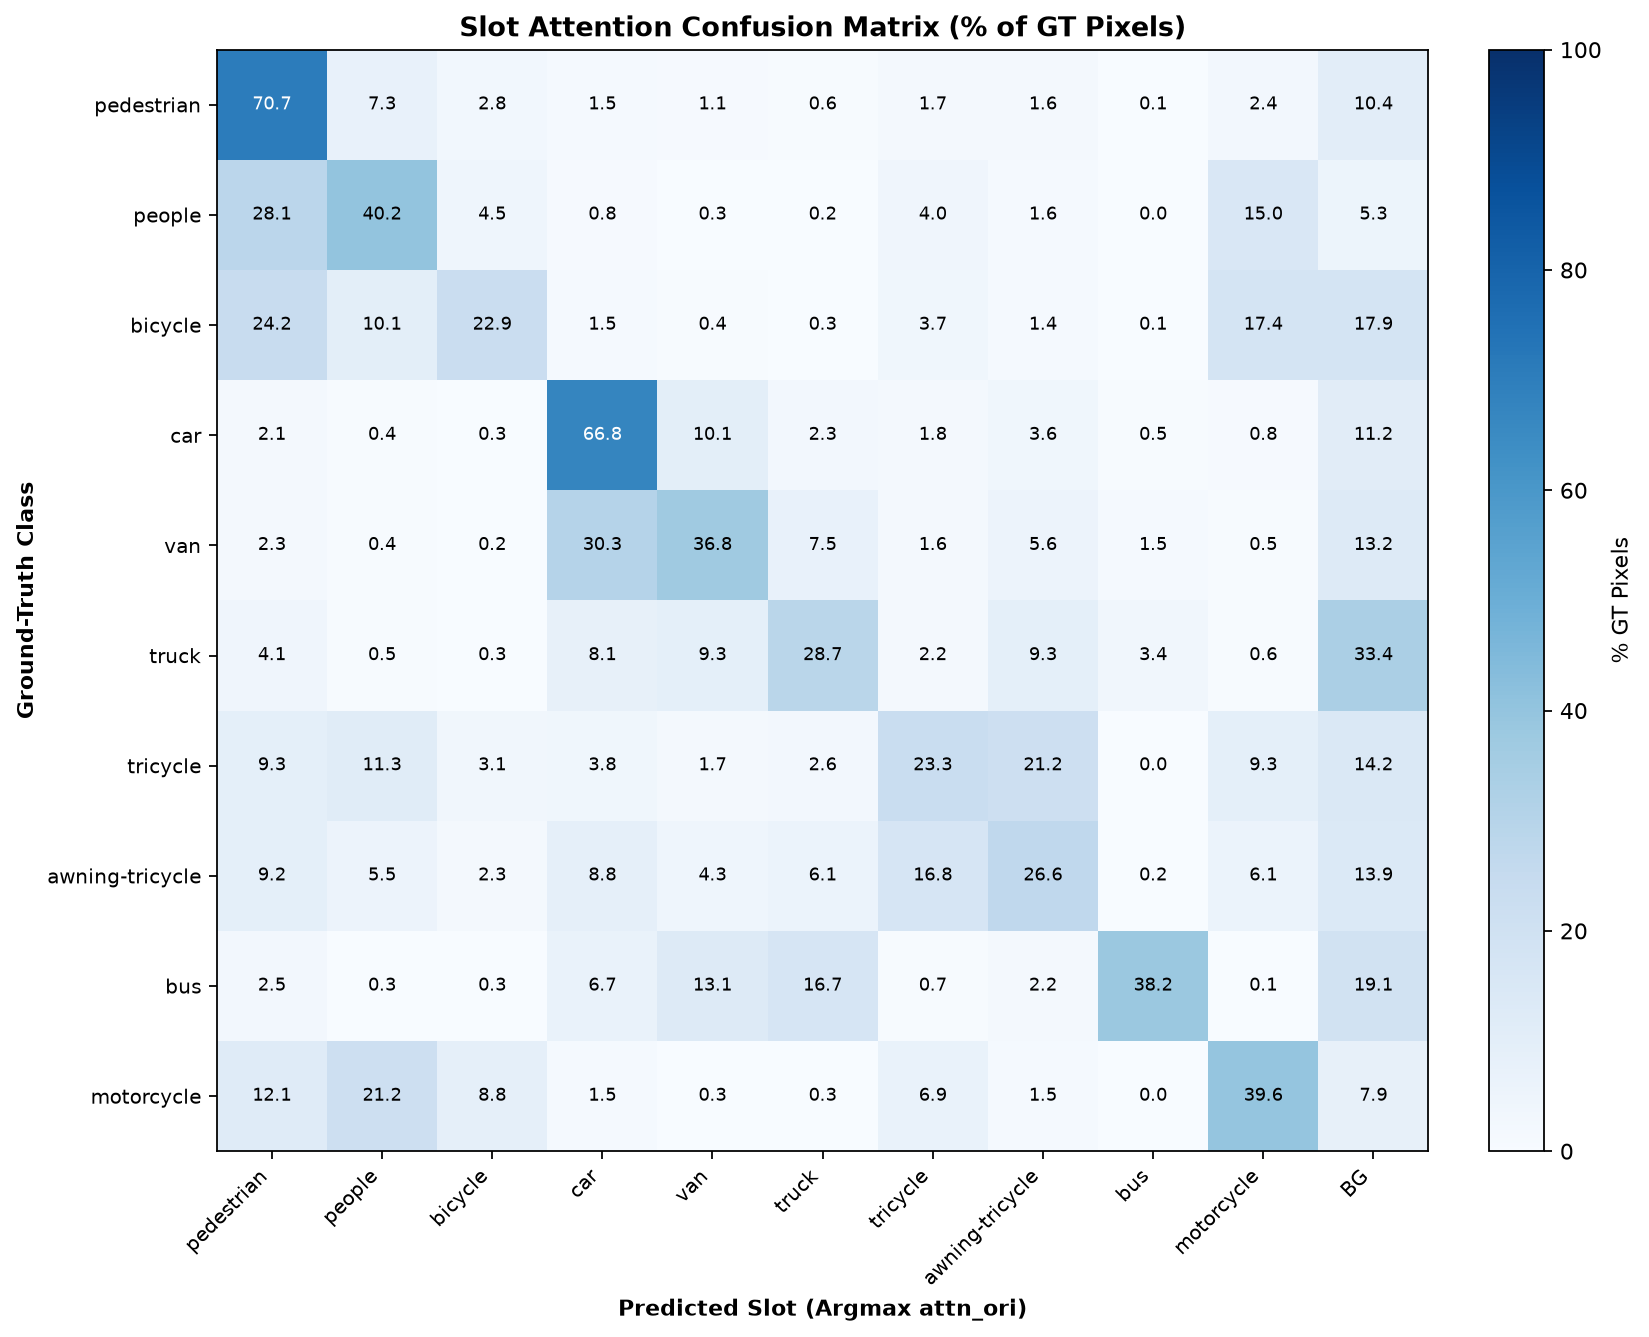 Slot Attention Confusion Matrix (% of GT Pixels)
Ground-Truth Class
pedestrian 70.7 7.3 2.8 1.5 1.1 0.6 1.7 1.6 0.1 2.4 10.4
people 28.1 40.2 4.5 0.8 0.3 0.2 4.0 1.6 0.0 15.0 5.3
bicycle 24.2 10.1 22.9 1.5 0.4 0.3 3.7 1.4 0.1 17.4 17.9
car 2.1 0.4 0.3 66.8 10.1 2.3 1.8 3.6 0.5 0.8 11.2
van 2.3 0.4 0.2 30.3 36.8 7.5 1.6 5.6 1.5 0.5 13.2
truck 4.1 0.5 0.3 8.1 9.3 28.7 2.2 9.3 3.4 0.6 33.4
tricycle 9.3 11.3 3.1 3.8 1.7 2.6 23.3 21.2 0.0 9.3 14.2
awning-tricycle 9.2 5.5 2.3 8.8 4.3 6.1 16.8 26.6 0.2 6.1 13.9
bus 2.5 0.3 0.3 6.7 13.1 16.7 0.7 2.2 38.2 0.1 19.1
motorcycle 12.1 21.2 8.8 1.5 0.3 0.3 6.9 1.5 0.0 39.6 7.9
pedestrian people bicycle car van truck tricycle awning-tricycle bus motorcycle BG
Predicted Slot (Argmax attn_ori)
100
80
60
40
20
0
% GT Pixels